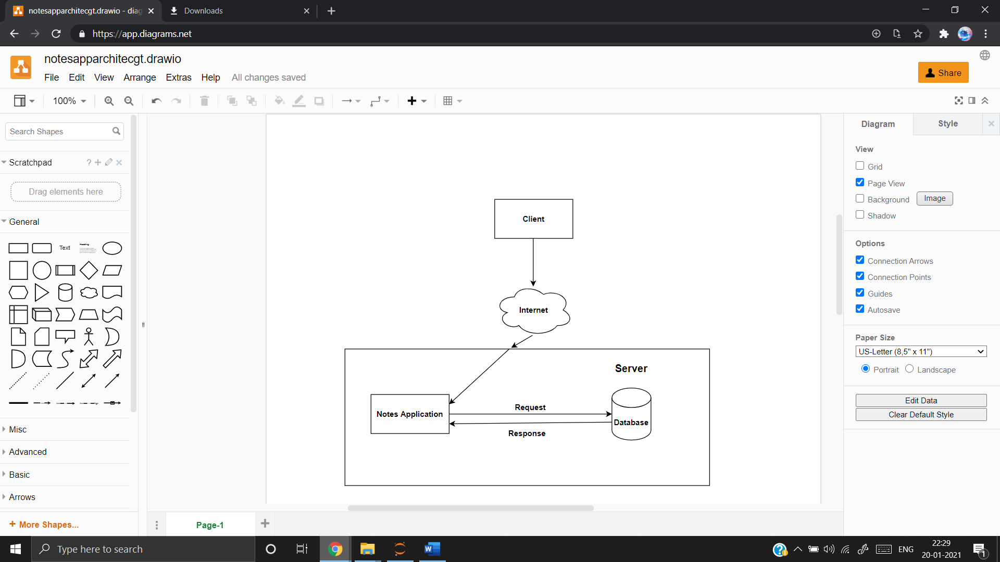 notesapparchitecgt.drawio - diag
Downloads
https://app.diagrams.net
notesapparchitecgt.drawio
File Edit View Arrange Extras Help All changes saved
Share
100%
Search Shapes
Scratchpad ?
Drag elements here
General
Text
Heading
Misc
Advanced
Basic
Arrows
More Shapes...
Client
Internet
Server
Notes Application
Request
Response
Database
Page-1
Diagram Style
View
Grid
Page View
Background Image
Shadow
Options
Connection Arrows
Connection Points
Guides
Autosave
Paper Size
US-Letter (8,5" x 11")
Portrait Landscape
Edit Data
Clear Default Style
Type here to search
ENG
22:29
20-01-2021
1